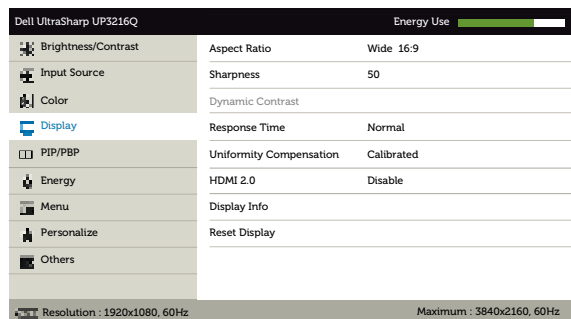 Dell UltraSharp UP3216Q Energy Use
Brightness/Contrast Aspect Ratio Wide 16:9
Input Source Sharpness 50
Color Dynamic Contrast
Display Response Time Normal
PIP/PBP Uniformity Compensation Calibrated
Energy HDMI 2.0 Disable
Menu Display Info
Personalize Reset Display
Others
Resolution : 1920x1080, 60Hz Maximum : 3840x2160, 60Hz